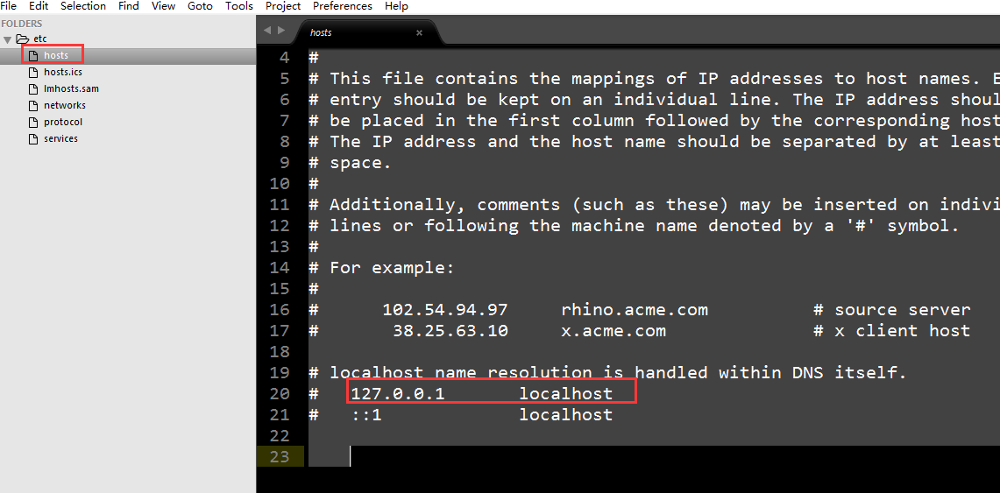 File Edit Selection Find View Goto Tools Project Preferences Help
FOLDERS
etc
hosts
hosts.ics
lmhosts.sam
networks
protocol
services
hosts
4 #
5 # This file contains the mappings of IP addresses to host names. E
6 # entry should be kept on an individual line. The IP address shoul
7 # be placed in the first column followed by the corresponding host
8 # The IP address and the host name should be separated by at least
9 # space.
10 #
11 # Additionally, comments (such as these) may be inserted on indivi
12 # lines or following the machine name denoted by a '#' symbol.
13 #
14 # For example:
15 #
16 # 102.54.94.97 rhino.acme.com # source server
17 # 38.25.63.10 x.acme.com # x client host
18
19 # localhost name resolution is handled within DNS itself.
20 # 127.0.0.1 localhost
21 # ::1 localhost
22
23